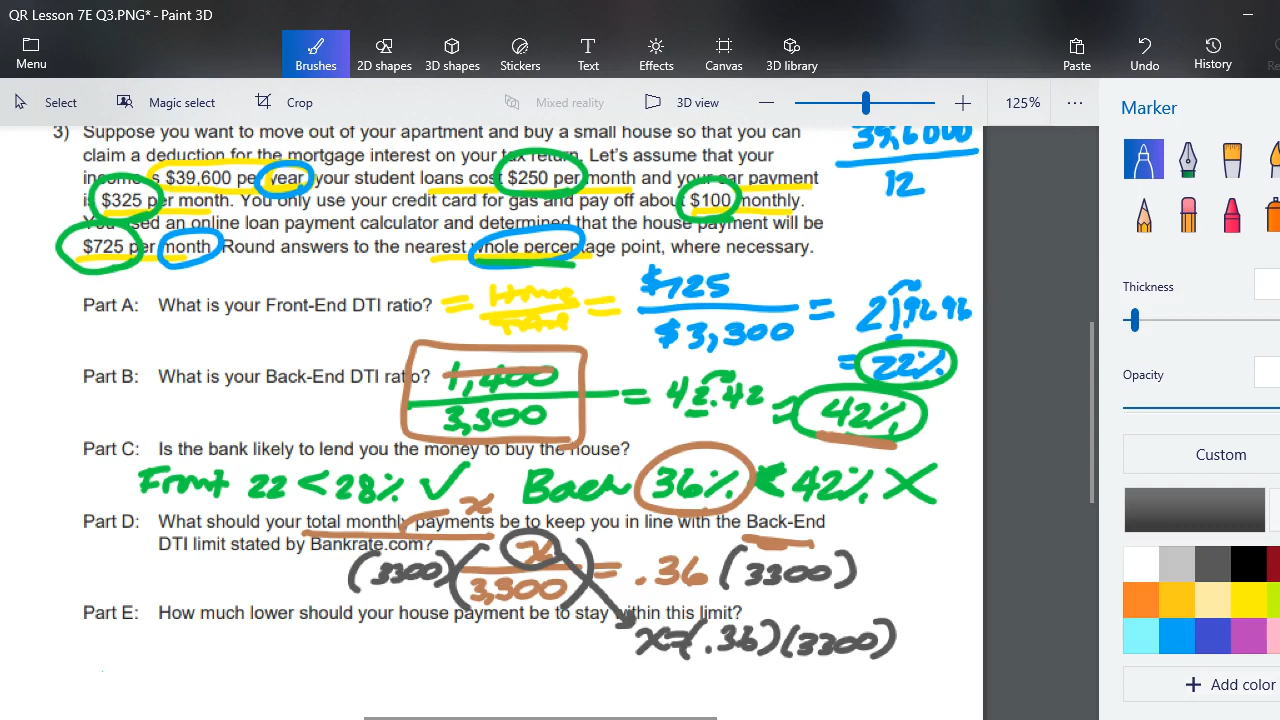 QR Lesson 7E Q3.PNG* - Paint 3D
Menu
Brushes
2D shapes
3D shapes
Stickers
Text
Effects
Canvas
3D library
Paste
Undo
History
Select
Magic select
Crop
Mixed reality
3D view
125%
Marker
3) Suppose you want to move out of your apartment and buy a small house so that you can
claim a deduction for the mortgage interest on your tax return. Let's assume that your
income is $39,600 per year, your student loans cost $250 per month and your car payment
is $325 per month. You only use your credit card for gas and pay off about $100 monthly.
You used an online loan payment calculator and determined that the house payment will be
$725 per month. Round answers to the nearest whole percentage point, where necessary.
12
Part A: What is your Front-End DTI ratio? = = $725 / $3,300 = 21.9696
= 22%
Part B: What is your Back-End DTI ratio? 1,400 / 3,300 = 42.42 = 42%
Part C: Is the bank likely to lend you the money to buy the house?
Front 22 < 28% ✓ Back 36% < 42% X
x
Part D: What should your total monthly payments be to keep you in line with the Back-End
DTI limit stated by Bankrate.com?
(3300) (x / 3,300) = .36 (3300)
Part E: How much lower should your house payment be to stay within this limit?
x = (.36)(3300)
Thickness
Opacity
Custom
Add color